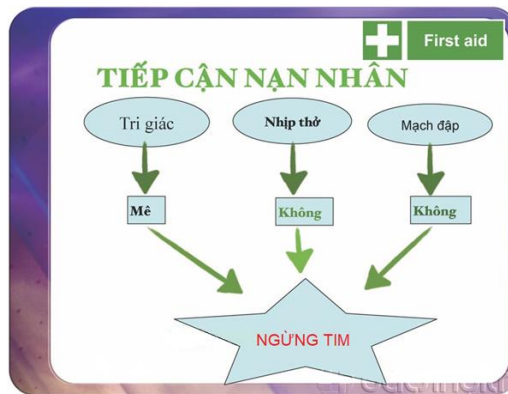 First aid
TIẾP CẬN NẠN NHÂN
Tri giác
Nhịp thở
Mạch đập
Mê
Không
Không
NGỪNG TIM